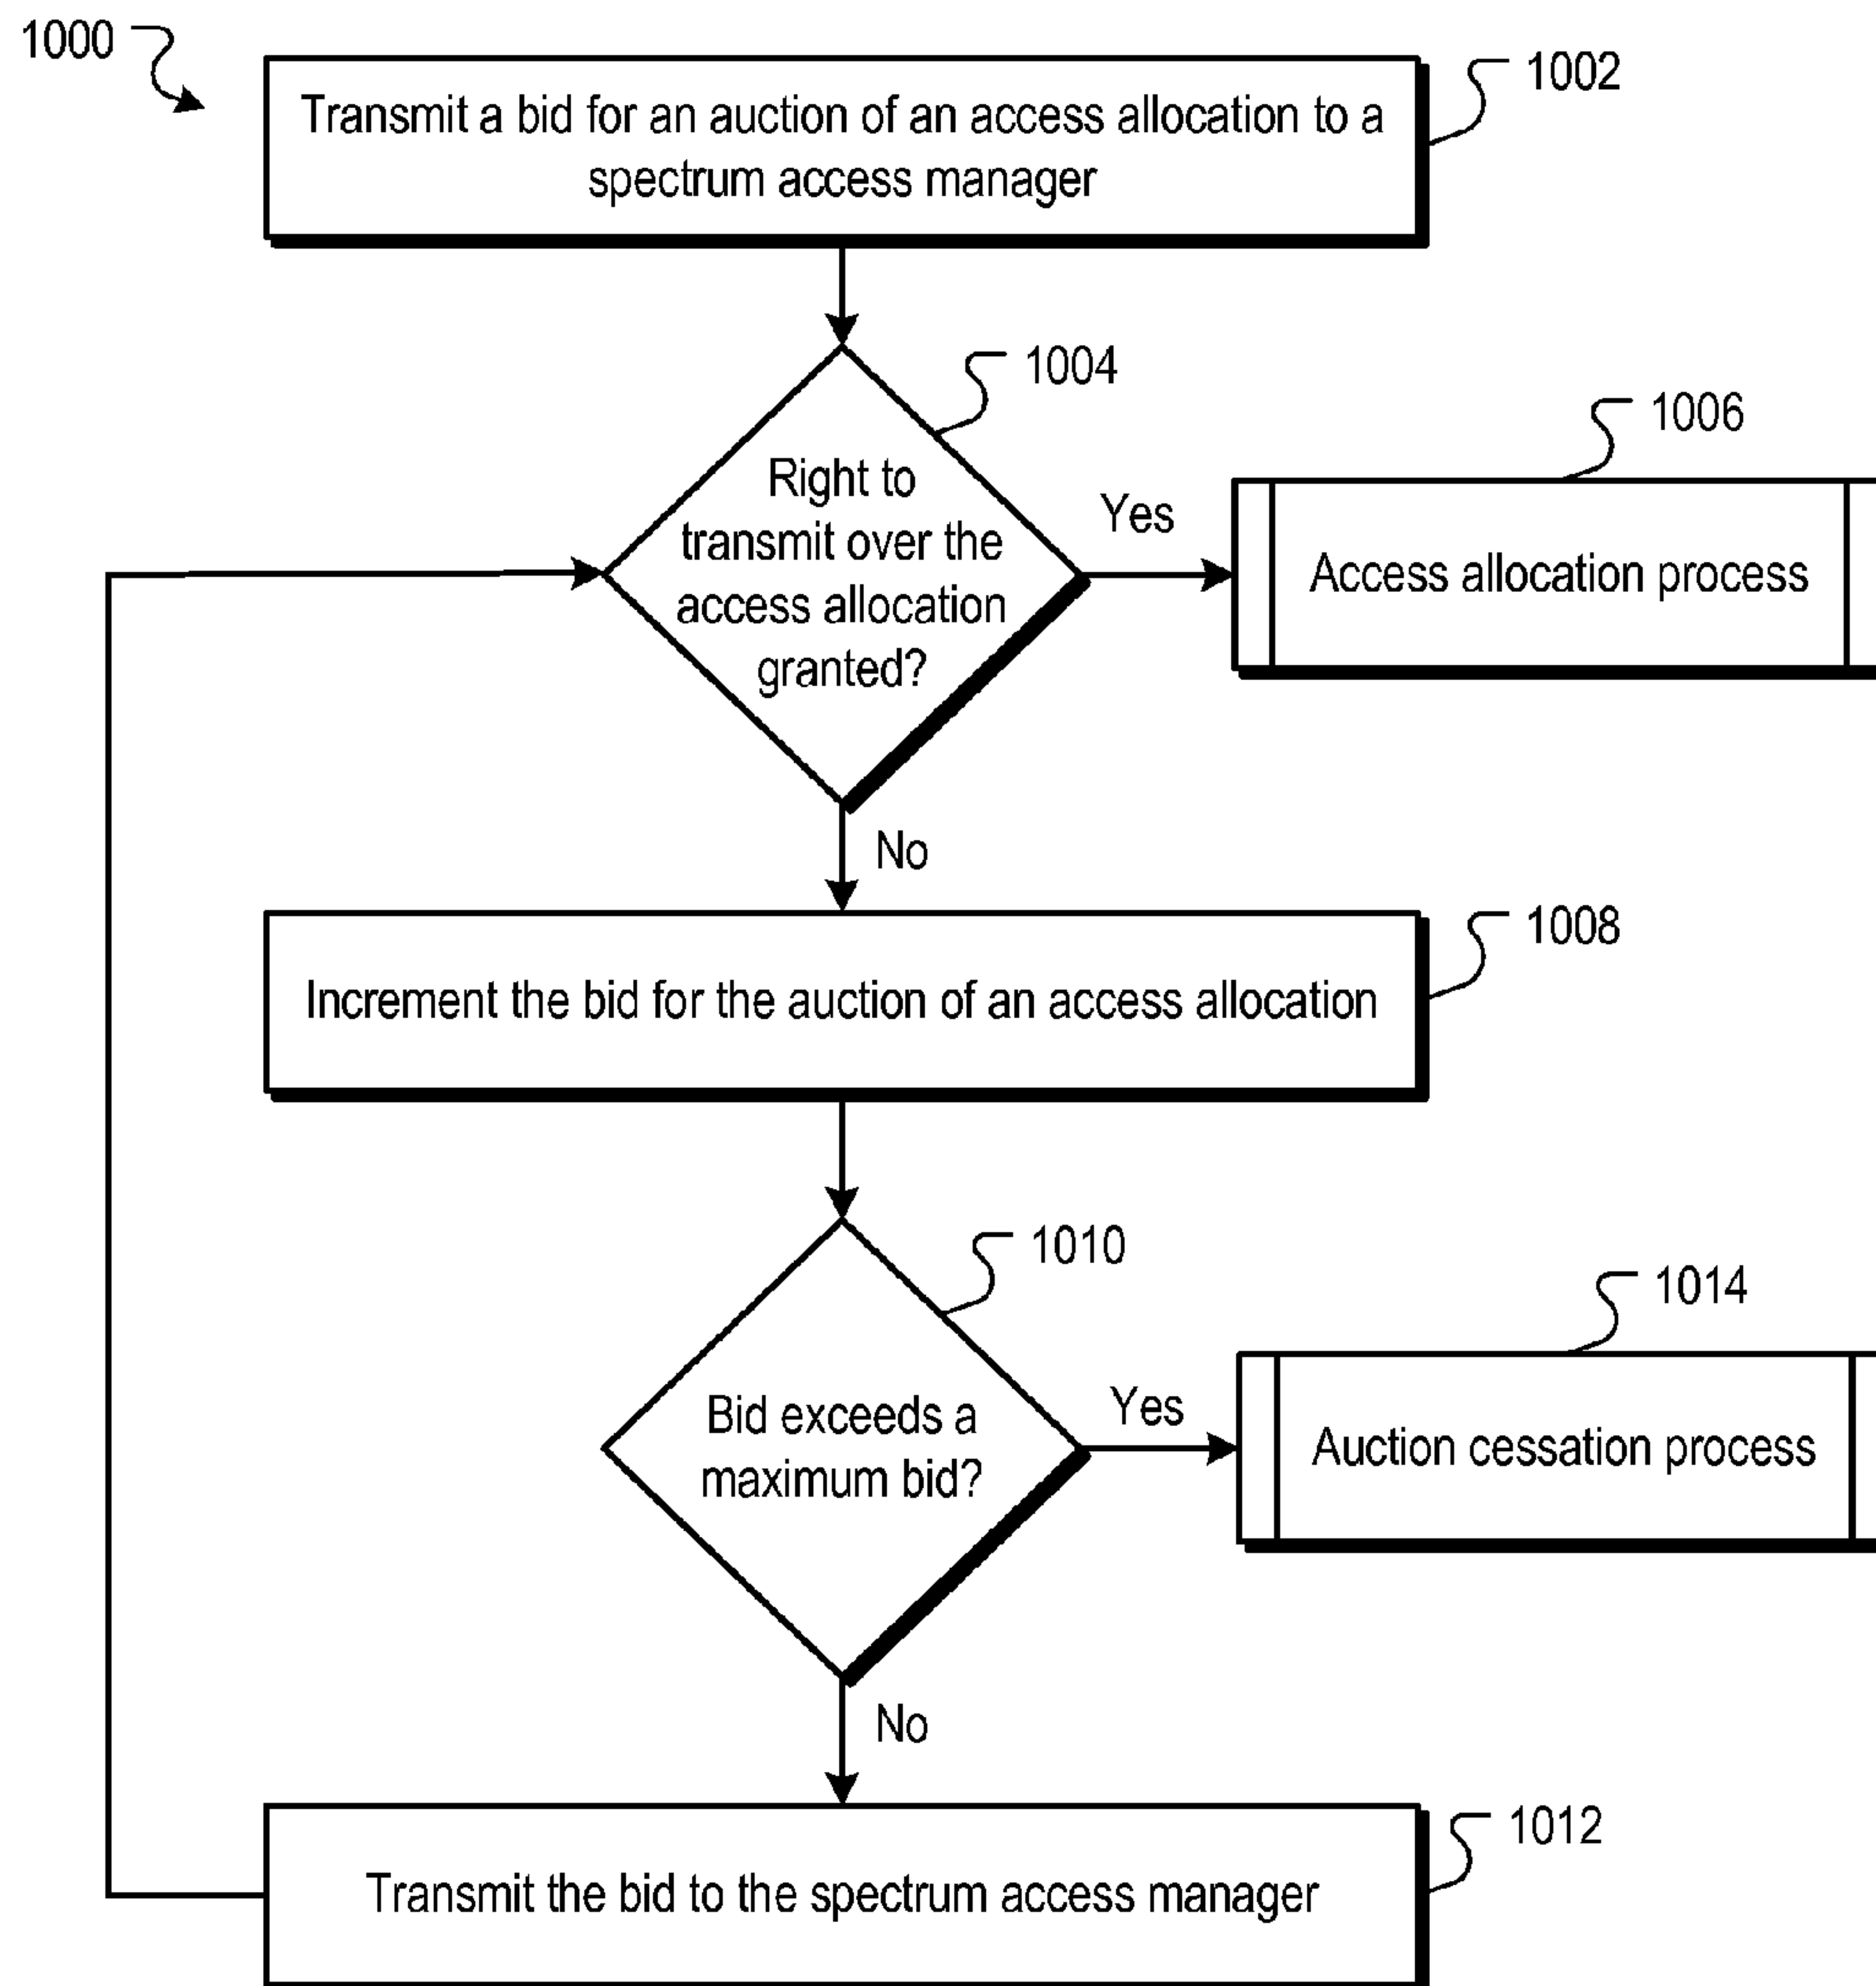 1000
1002
Transmit a bid for an auction of an access allocation to a
spectrum access manager
1004
Right to
transmit over the
access allocation
granted?
Yes
1006
Access allocation process
No
1008
Increment the bid for the auction of an access allocation
1010
Bid exceeds a
maximum bid?
Yes
1014
Auction cessation process
No
1012
Transmit the bid to the spectrum access manager